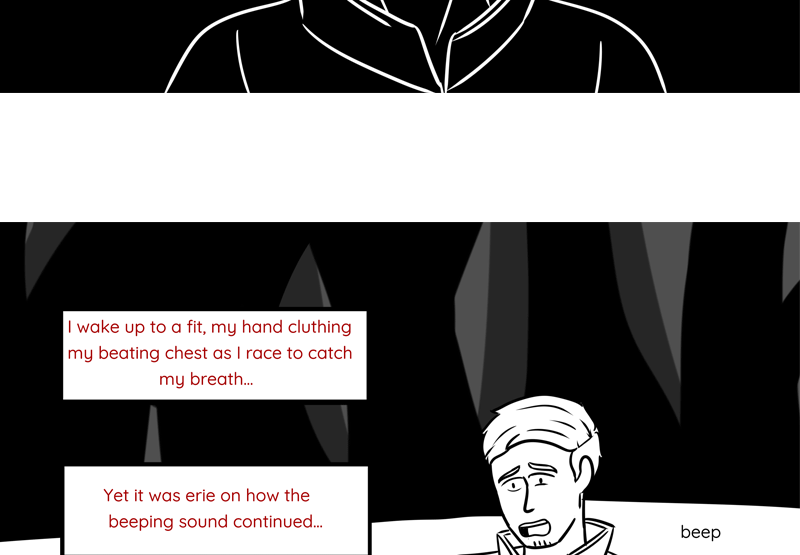 I wake up to a fit, my hand cluthing
my beating chest as I race to catch
my breath...
Yet it was erie on how the
beeping sound continued...
beep